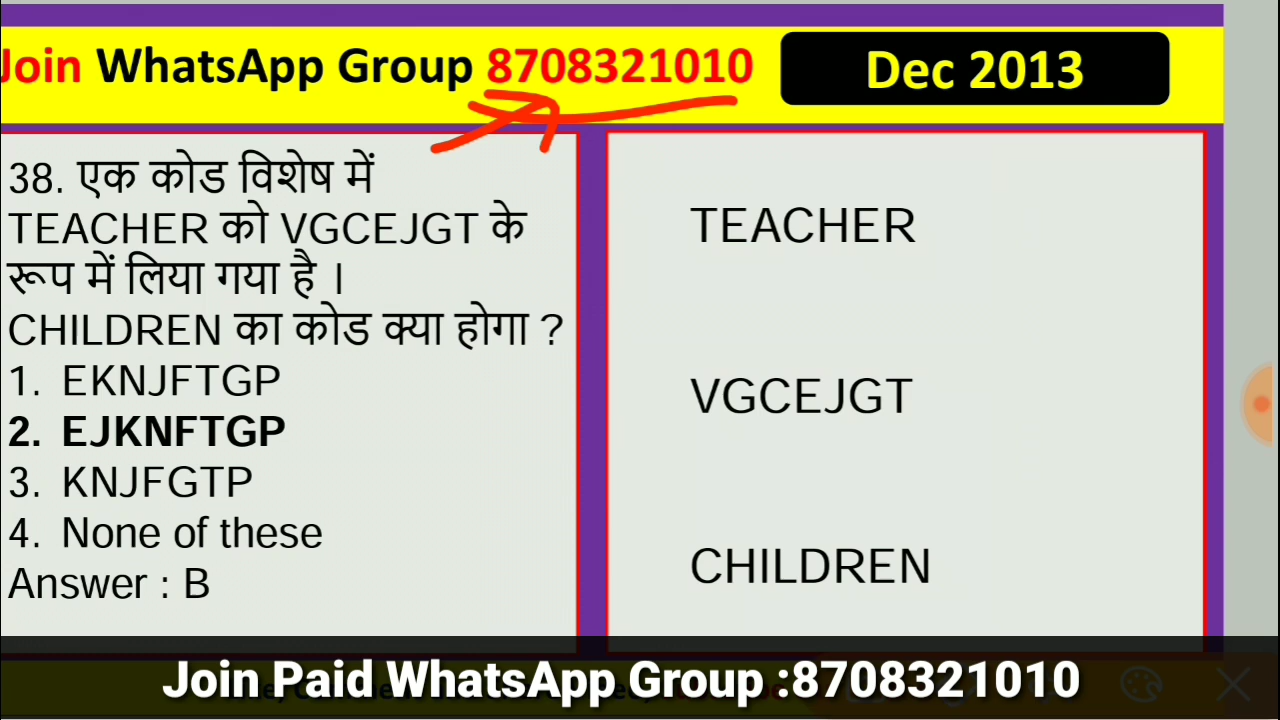 Join WhatsApp Group 8708321010
Dec 2013
38. एक कोड विशेष में
TEACHER को VGCEJGT के
रूप में लिया गया है ।
CHILDREN का कोड क्या होगा ?
1. EKNJFTGP
2. EJKNFTGP
3. KNJFGTP
4. None of these
Answer : B
TEACHER
VGCEJGT
CHILDREN
Join Paid WhatsApp Group :8708321010